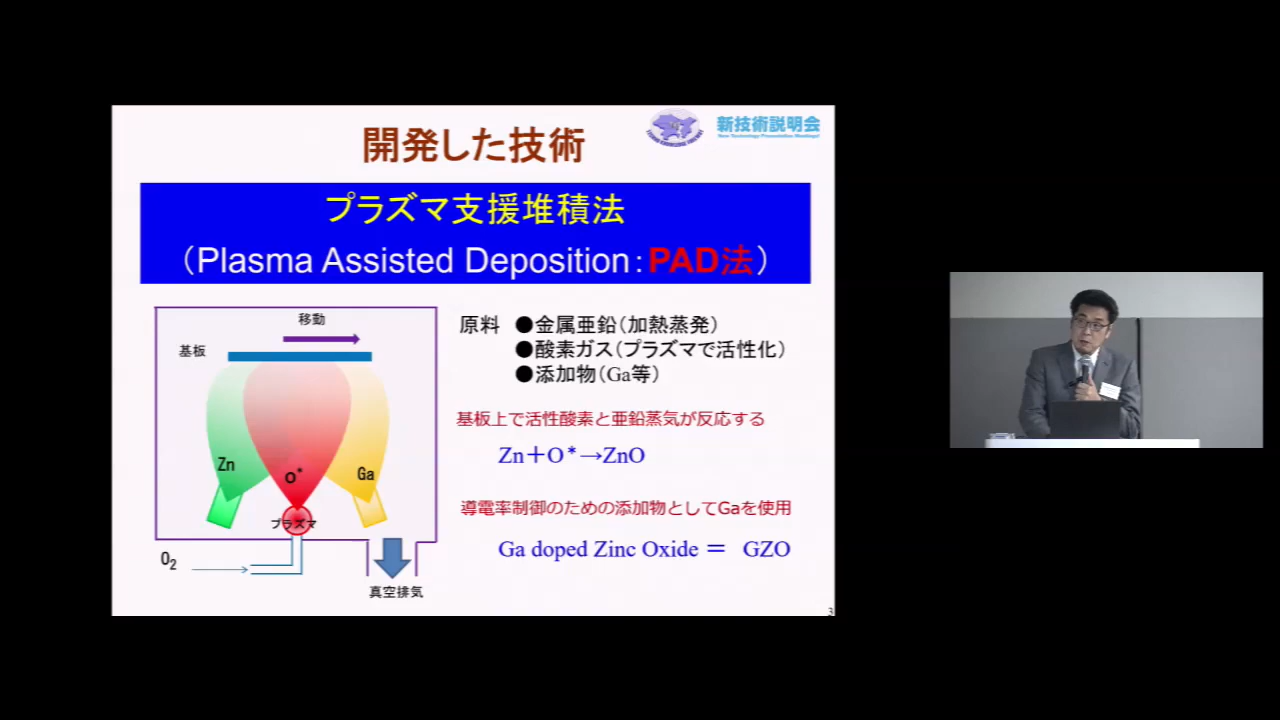 開発した技術
新技術説明会
New Technology Presentation Meetings!
プラズマ支援堆積法
（Plasma Assisted Deposition：PAD法）
移動
基板
Zn
O*
Ga
プラズマ
O₂
真空排気
原料 ●金属亜鉛（加熱蒸発）
●酸素ガス（プラズマで活性化）
●添加物（Ga等）
基板上で活性酸素と亜鉛蒸気が反応する
Zn＋O*→ZnO
導電率制御のための添加物としてGaを使用
Ga doped Zinc Oxide ＝ GZO
3